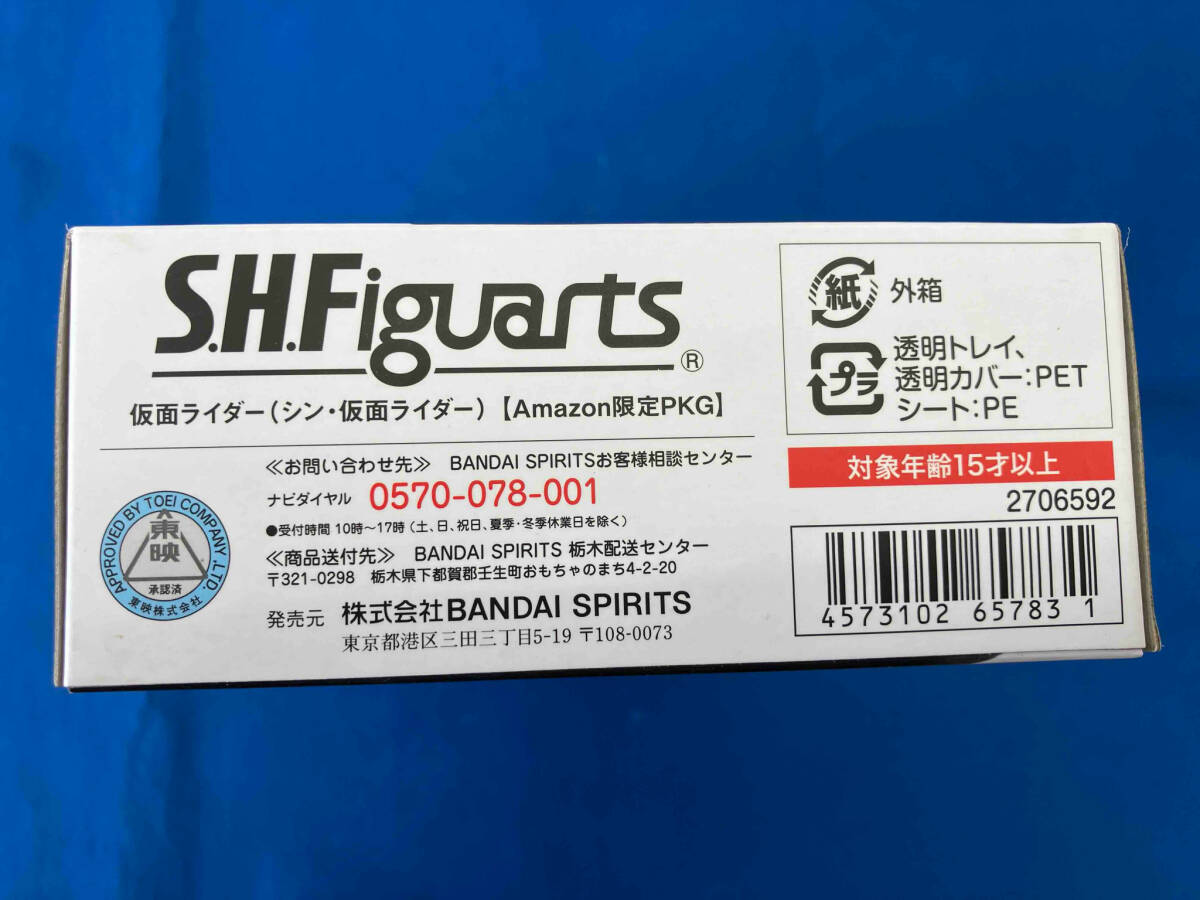 S.H.Figuarts®
仮面ライダー(シン・仮面ライダー)【Amazon限定PKG】
≪お問い合わせ先≫ BANDAI SPIRITSお客様相談センター
ナビダイヤル 0570-078-001
●受付時間 10時〜17時(土、日、祝日、夏季・冬季休業日を除く)
≪商品送付先≫ BANDAI SPIRITS 栃木配送センター
〒321-0298 栃木県下都賀郡壬生町おもちゃのまち4-2-20
発売元 株式会社BANDAI SPIRITS
東京都港区三田三丁目5-19 〒108-0073
APPROVED BY TOEI COMPANY ,LTD.
東映
承認済
東映株式会社
紙 外箱
プラ 透明トレイ、
透明カバー:PET
シート:PE
対象年齢15才以上
2706592
4573102 65783 1